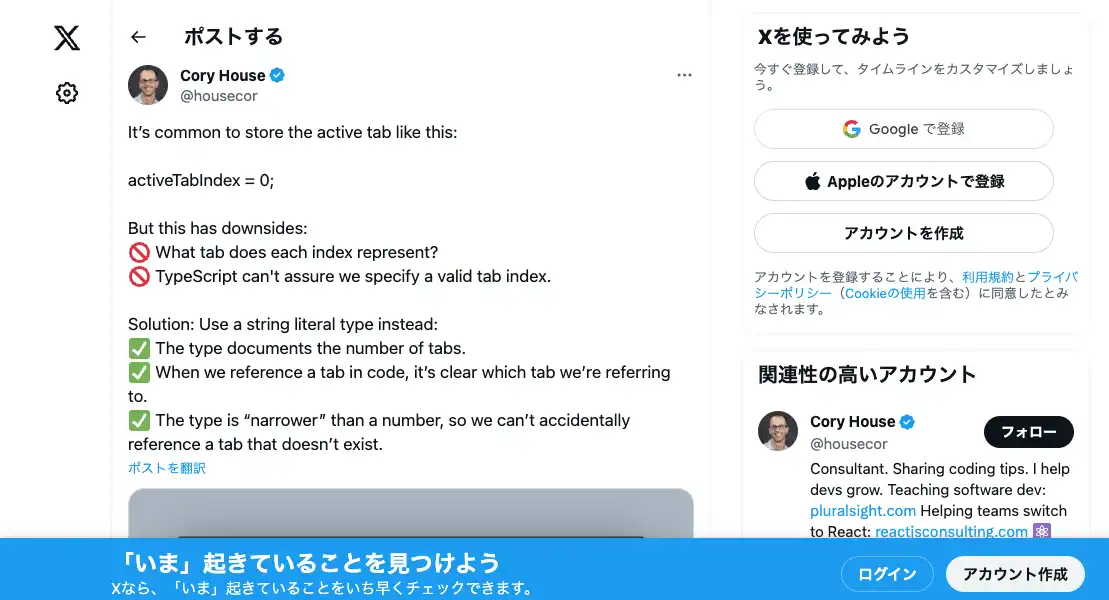 ポストする
Cory House
@housecor
It’s common to store the active tab like this:
activeTabIndex = 0;
But this has downsides:
🚫 What tab does each index represent?
🚫 TypeScript can't assure we specify a valid tab index.
Solution: Use a string literal type instead:
✅ The type documents the number of tabs.
✅ When we reference a tab in code, it’s clear which tab we’re referring
to.
✅ The type is “narrower” than a number, so we can’t accidentally
reference a tab that doesn’t exist.
ポストを翻訳
Xを使ってみよう
今すぐ登録して、タイムラインをカスタマイズしましょ
う。
Google で登録
Appleのアカウントで登録
アカウントを作成
アカウントを登録することにより、利用規約とプライバ
シーポリシー（Cookieの使用を含む）に同意したとみ
なされます。
関連性の高いアカウント
Cory House
@housecor
フォロー
Consultant. Sharing coding tips. I help
devs grow. Teaching software dev:
pluralsight.com Helping teams switch
to React: reactjsconsulting.com ⚛️
「いま」起きていることを見つけよう
Xなら、「いま」起きていることをいち早くチェックできます。
ログイン
アカウント作成